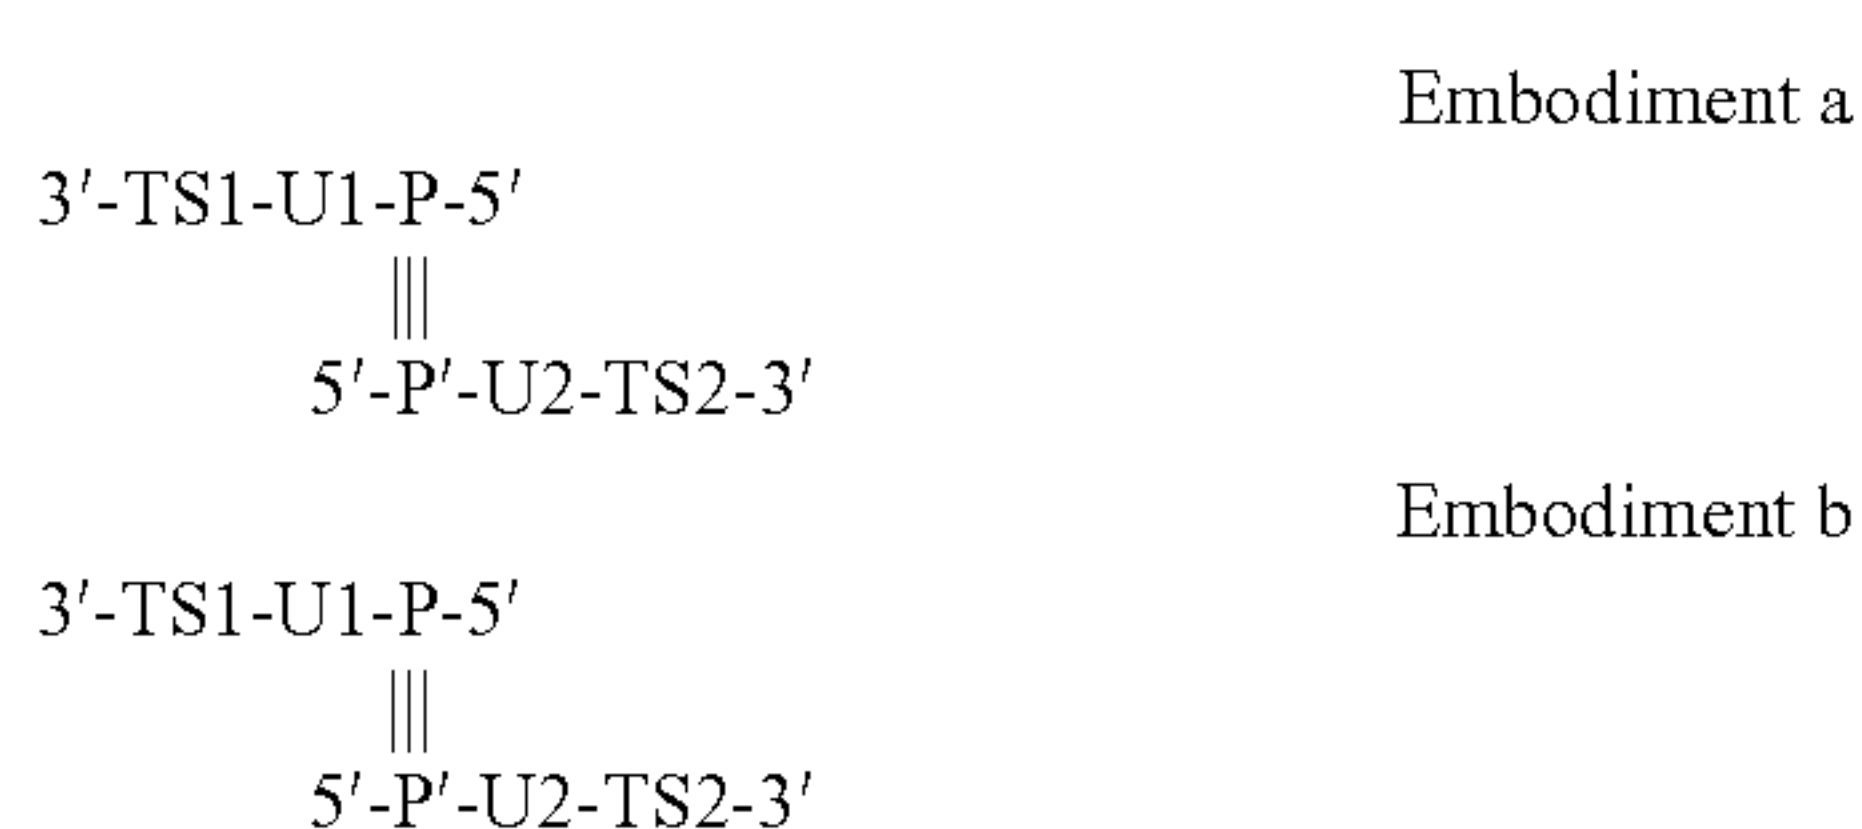 Embodiment a
3′-TS1-U1-P-5′
|||
5′-P′-U2-TS2-3′
Embodiment b
3′-TS1-U1-P-5′
|||
5′-P′-U2-TS2-3′